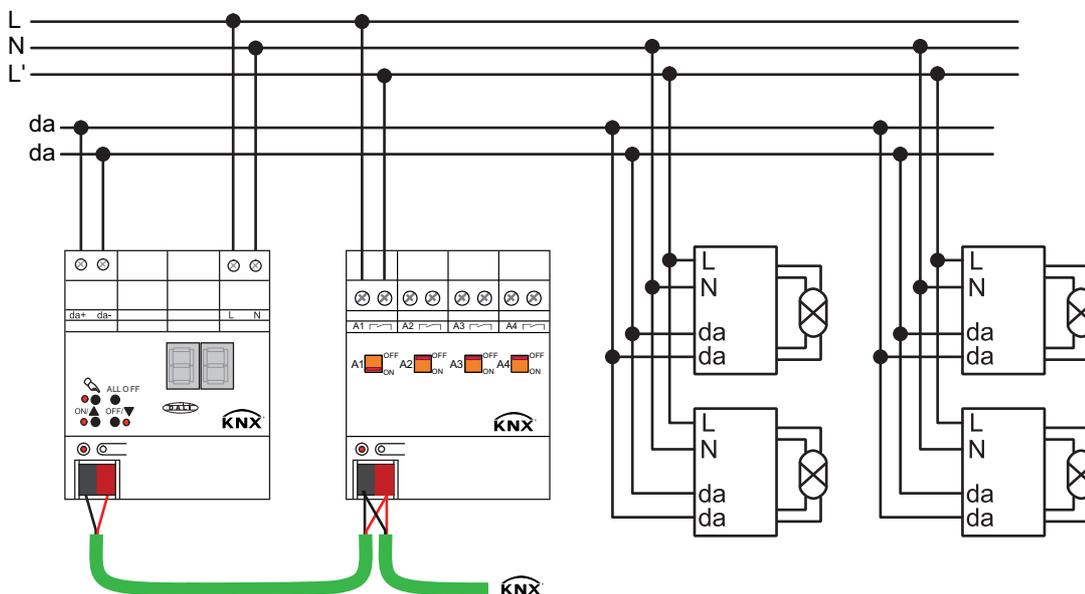 L
N
L'
da
da
da+ da- L N
ALL OFF
ON/▲ OFF/▼
DALI
KNX
A1 A2 A3 A4
A1 OFF ON A2 OFF ON A3 OFF ON A4 OFF ON
KNX
KNX
L
N
da
da
L
N
da
da
L
N
da
da
L
N
da
da